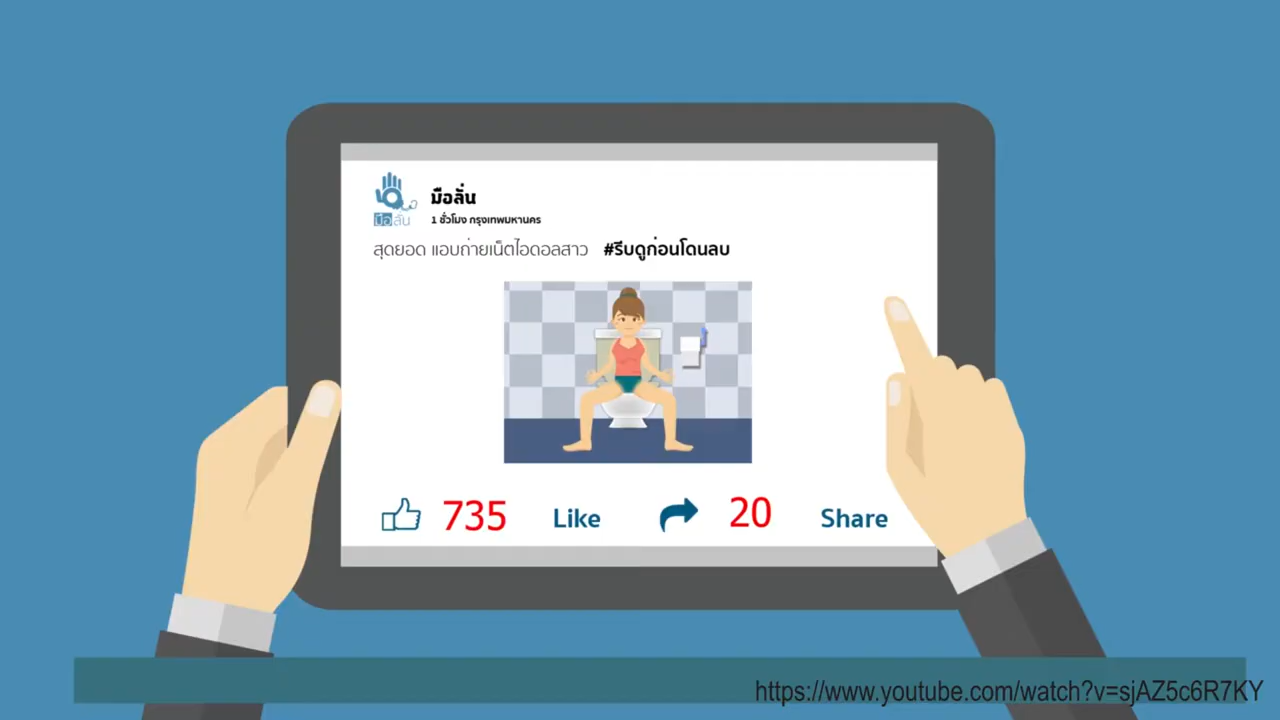 มือลั่น
มือลั่น
1 ชั่วโมง กรุงเทพมหานคร
สุดยอด แอบถ่ายเน็ตไอดอลสาว #รีบดูก่อนโดนลบ
735 Like 20 Share
https://www.youtube.com/watch?v=sjAZ5c6R7KY